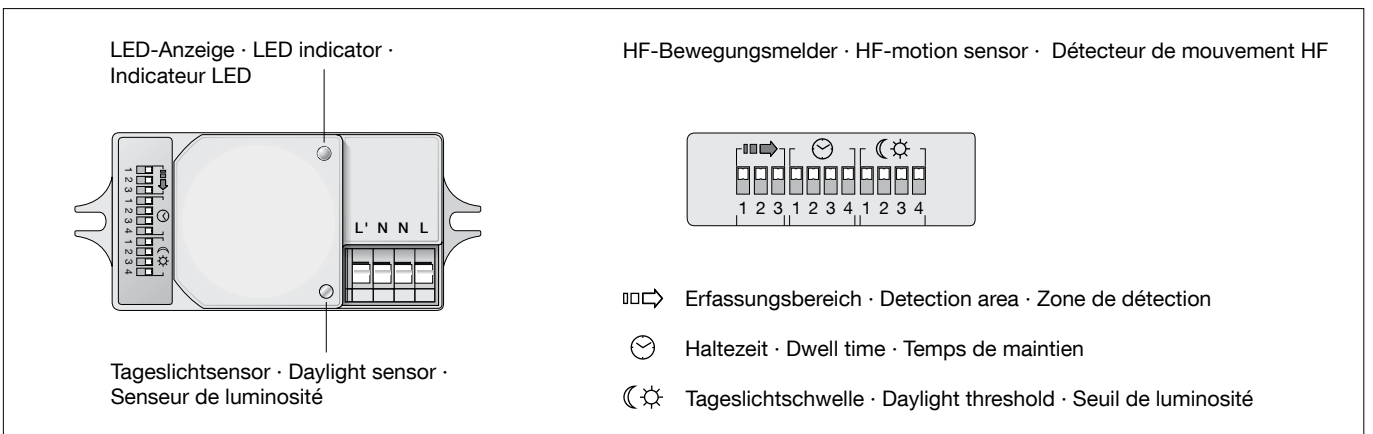 LED-Anzeige · LED indicator ·
Indicateur LED
1
2
3
1
2
3
4
1
2
3
4
L' N N L
Tageslichtsensor · Daylight sensor ·
Senseur de luminosité
HF-Bewegungsmelder · HF-motion sensor · Détecteur de mouvement HF
1 2 3 1 2 3 4 1 2 3 4
Erfassungsbereich · Detection area · Zone de détection
Haltezeit · Dwell time · Temps de maintien
Tageslichtschwelle · Daylight threshold · Seuil de luminosité